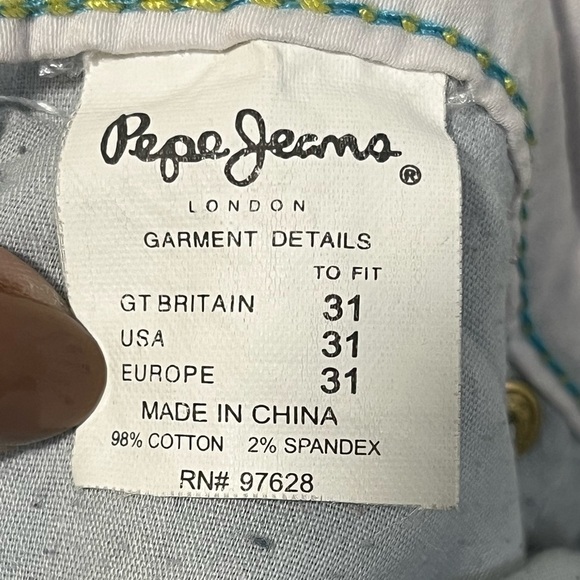 Pepe Jeans®
LONDON
GARMENT DETAILS
TO FIT
GT BRITAIN 31
USA 31
EUROPE 31
MADE IN CHINA
98% COTTON 2% SPANDEX
RN# 97628